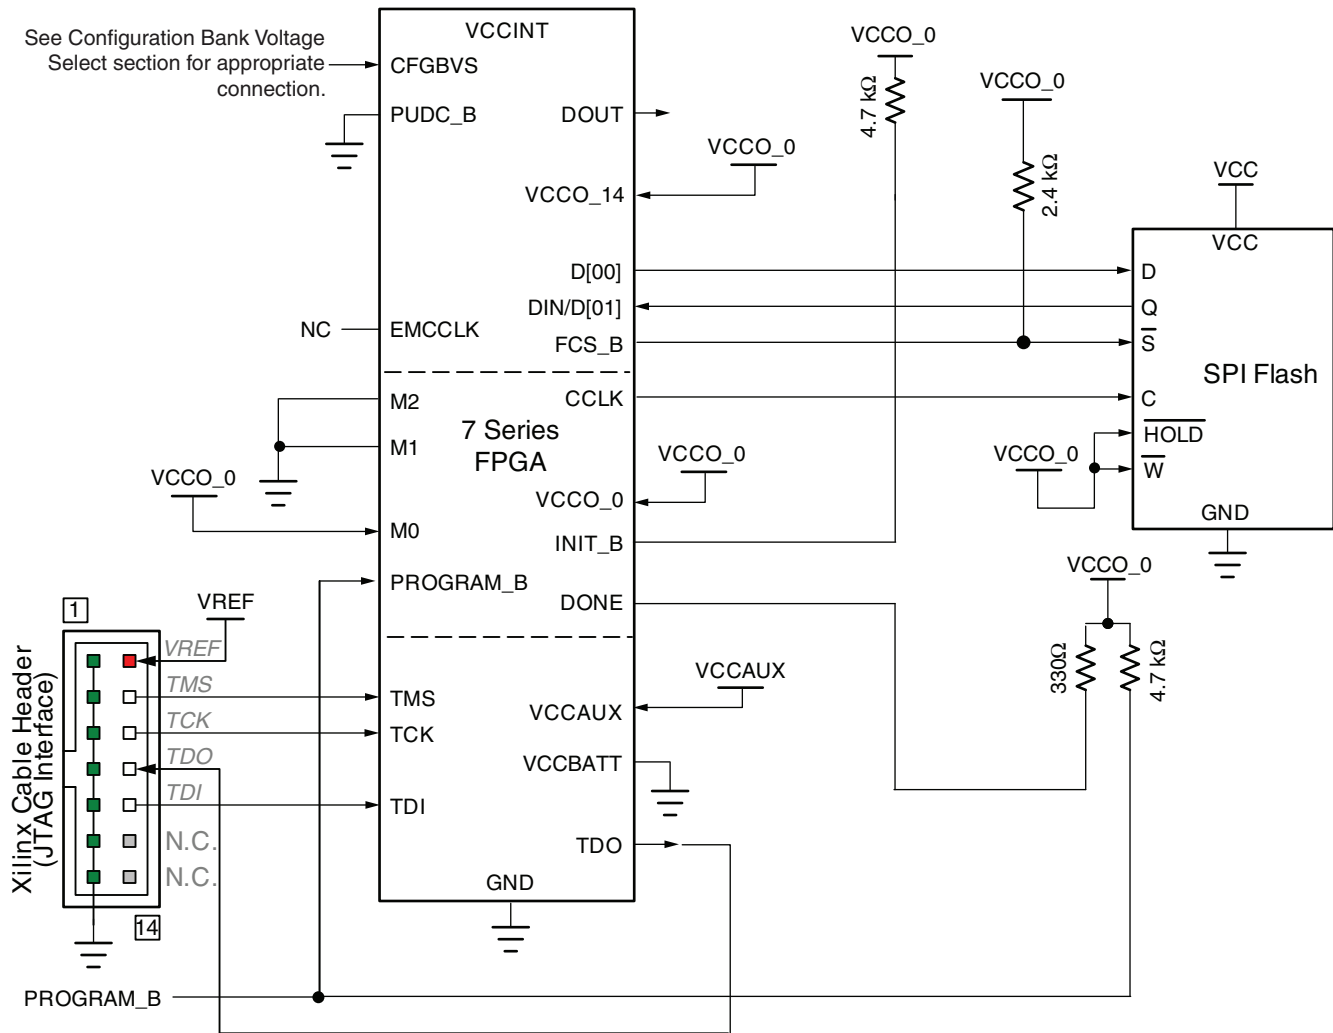 See Configuration Bank Voltage
Select section for appropriate
connection.
VCCINT
CFGBVS
PUDC_B
DOUT
VCCO_0
VCCO_14
VCCO_0
4.7 kΩ
VCCO_0
2.4 kΩ
VCC
VCC
D[00]
D
DIN/D[01]
Q
NC
EMCCLK
FCS_B
S
SPI Flash
M2
CCLK
C
M1
7 Series
FPGA
HOLD
VCCO_0
VCCO_0
W
VCCO_0
VCCO_0
GND
M0
INIT_B
PROGRAM_B
DONE
VCCO_0
330Ω
4.7 kΩ
1
VREF
VREF
TMS
TMS
TCK
TCK
TDO
TDI
TDI
N.C.
N.C.
14
Xilinx Cable Header
(JTAG Interface)
VCCAUX
VCCAUX
VCCBATT
TDO
GND
PROGRAM_B